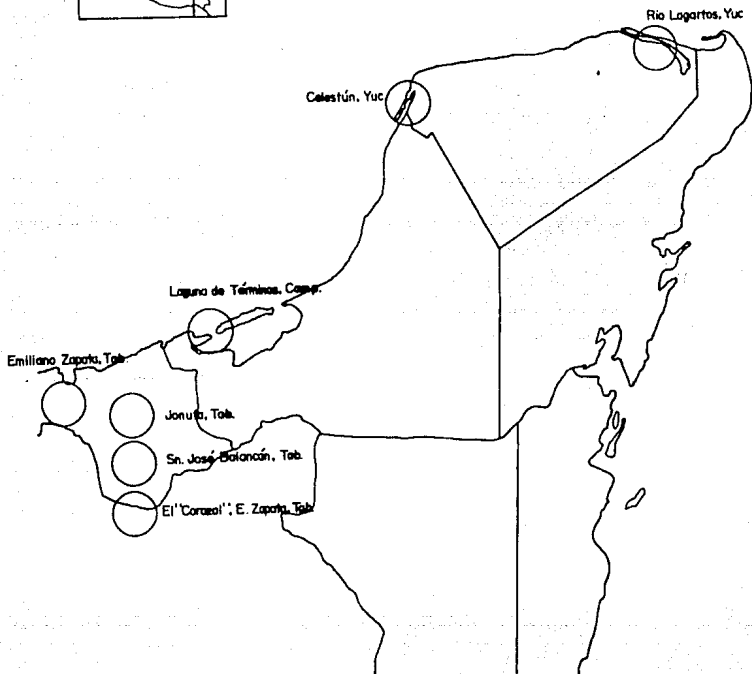 Río Lagartos, Yuc
Celestún, Yuc
Laguna de Términos, Camp.
Emiliano Zapata, Tab
Jonuta, Tab.
Sn. José Balancán, Tab.
El "Corozal", E. Zapata, Tab.